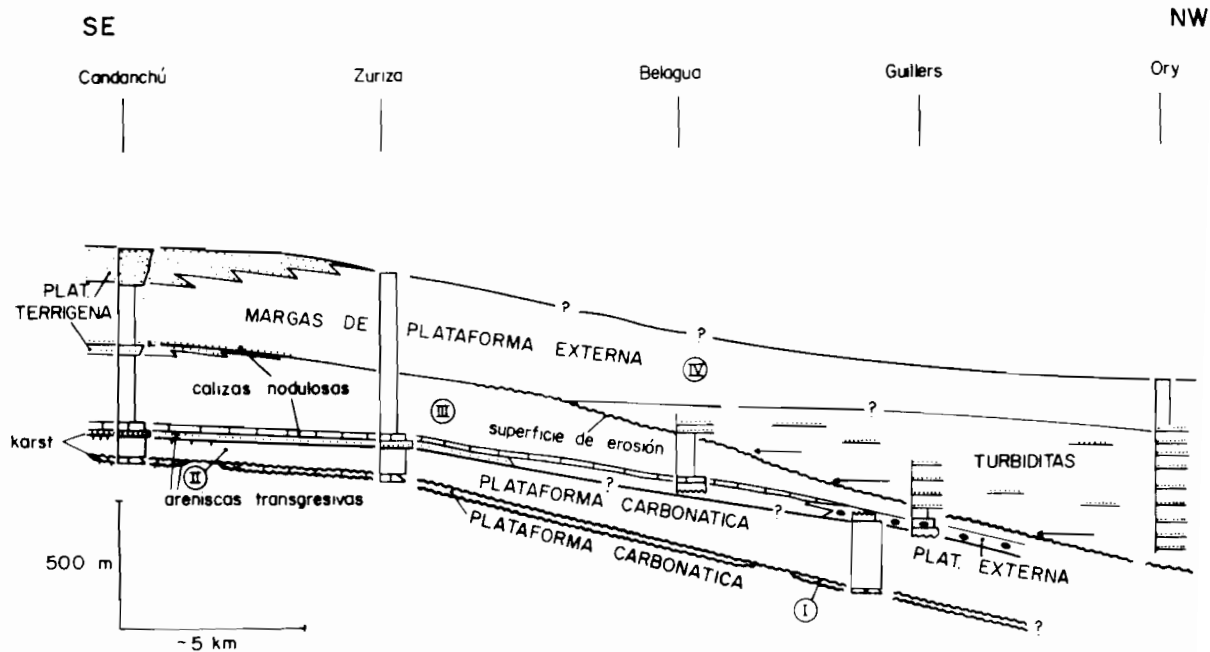 SE
NW
Candanchú
Zuriza
Belagua
Guillers
Ory
PLAT.
TERRIGENA
MARGAS DE PLATAFORMA EXTERNA
?
?
IV
calizas nodulosas
III
superficie de erosión
?
TURBIDITAS
karst
II
areniscas transgresivas
PLATAFORMA CARBONATICA
?
?
PLATAFORMA CARBONATICA
PLAT. EXTERNA
I
?
500 m
~5 km